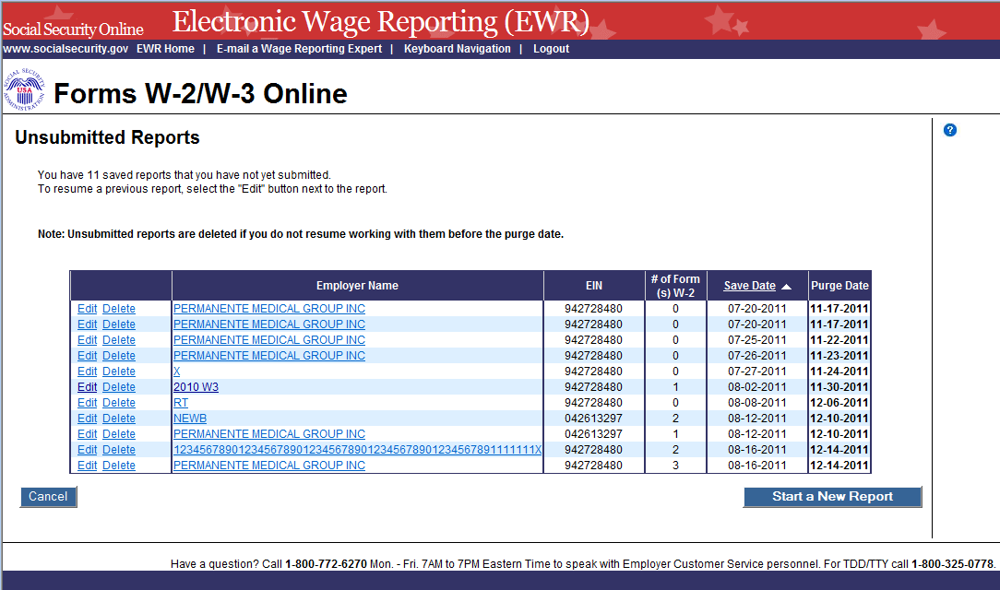 Social Security Online Electronic Wage Reporting (EWR)
www.socialsecurity.gov EWR Home | E-mail a Wage Reporting Expert | Keyboard Navigation | Logout
SOCIAL SECURITY ADMINISTRATION USA
Forms W-2/W-3 Online
Unsubmitted Reports
You have 11 saved reports that you have not yet submitted.
To resume a previous report, select the "Edit" button next to the report.
Note: Unsubmitted reports are deleted if you do not resume working with them before the purge date.
Employer Name EIN # of Form (s) W-2 Save Date Purge Date
Edit Delete PERMANENTE MEDICAL GROUP INC 942728480 0 07-20-2011 11-17-2011
Edit Delete PERMANENTE MEDICAL GROUP INC 942728480 0 07-20-2011 11-17-2011
Edit Delete PERMANENTE MEDICAL GROUP INC 942728480 0 07-25-2011 11-22-2011
Edit Delete PERMANENTE MEDICAL GROUP INC 942728480 0 07-26-2011 11-23-2011
Edit Delete X 942728480 0 07-27-2011 11-24-2011
Edit Delete 2010 W3 942728480 1 08-02-2011 11-30-2011
Edit Delete RT 942728480 0 08-08-2011 12-06-2011
Edit Delete NEWB 042613297 2 08-12-2011 12-10-2011
Edit Delete PERMANENTE MEDICAL GROUP INC 042613297 1 08-12-2011 12-10-2011
Edit Delete 12345678901234567890123456789012345678901234567891111111X 942728480 2 08-16-2011 12-14-2011
Edit Delete PERMANENTE MEDICAL GROUP INC 942728480 3 08-16-2011 12-14-2011
Cancel Start a New Report
Have a question? Call 1-800-772-6270 Mon. - Fri. 7AM to 7PM Eastern Time to speak with Employer Customer Service personnel. For TDD/TTY call 1-800-325-0778.